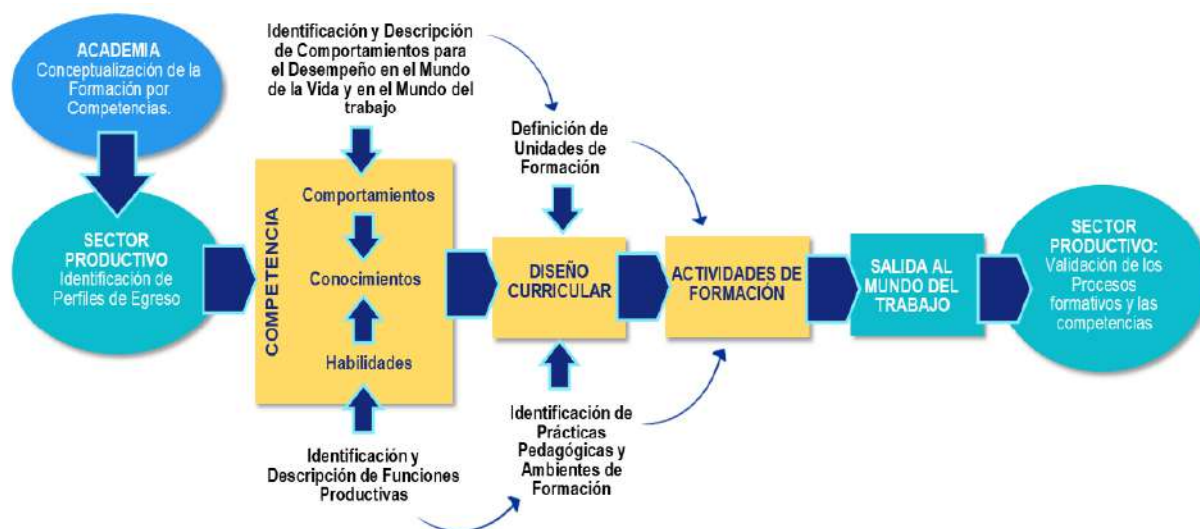 ACADEMIA
Conceptualización de la
Formación por
Competencias.
SECTOR
PRODUCTIVO
Identificación de
Perfiles de Egreso
Identificación y Descripción
de Comportamientos para
el Desempeño en el Mundo
de la Vida y en el Mundo del
trabajo
COMPETENCIA
Comportamientos
Conocimientos
Habilidades
Identificación y
Descripción de Funciones
Productivas
Definición de
Unidades de
Formación
DISEÑO
CURRICULAR
Identificación de
Prácticas
Pedagógicas y
Ambientes de
Formación
ACTIVIDADES DE
FORMACIÓN
SALIDA AL
MUNDO DEL
TRABAJO
SECTOR
PRODUCTIVO:
Validación de los
Procesos
formativos y las
competencias